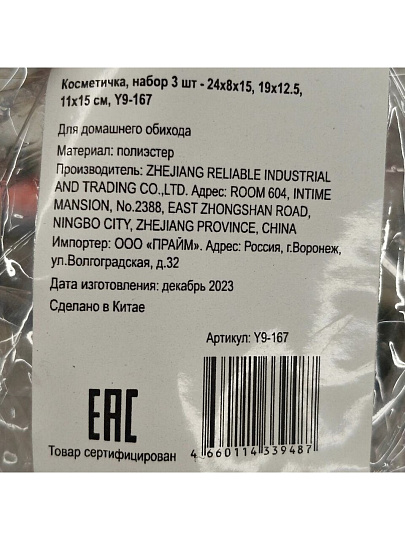 Косметичка, набор 3 шт - 24х8х15, 19х12.5,
11х15 см, Y9-167
Для домашнего обихода
Материал: полиэстер
Производитель: ZHEJIANG RELIABLE INDUSTRIAL
AND TRADING CO.,LTD. Адрес: ROOM 604, INTIME
MANSION, No.2388, EAST ZHONGSHAN ROAD,
NINGBO CITY, ZHEJIANG PROVINCE, CHINA
Импортер: ООО «ПРАЙМ». Адрес: Россия, г.Воронеж,
ул.Волгоградская, д.32
Дата изготовления: декабрь 2023
Сделано в Китае
Артикул: Y9-167
EAC
Товар сертифицирован
4 660114 339487